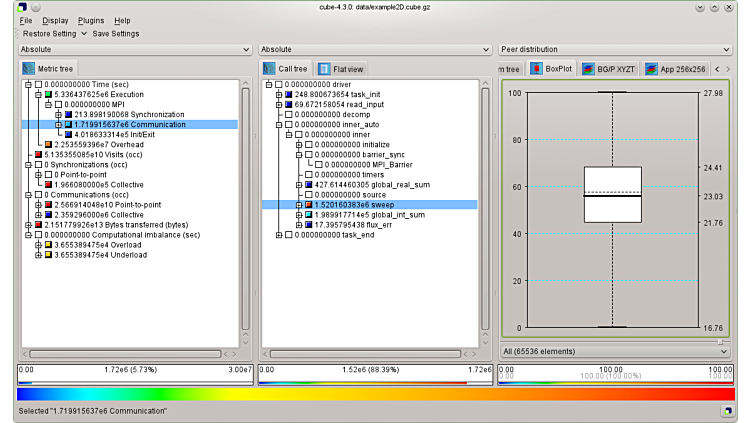 cube-4.3.0: data/example2D.cube.gz
File Display Plugins Help
Restore Setting Save Settings
Absolute
Absolute
Peer distribution
Metric tree
Call tree
Flat view
m tree
BoxPlot
BG/P XYZT
App 256x256
0.000000000 Time (sec)
5.336437625e6 Execution
0.000000000 MPI
213.898190068 Synchronization
1.719915637e6 Communication
4.018633314e5 Init/Exit
2.253559396e7 Overhead
5.135355085e10 Visits (occ)
0 Synchronizations (occ)
0 Point-to-point
1.966080000e5 Collective
0 Communications (occ)
2.566914048e10 Point-to-point
2.359296000e6 Collective
2.151779926e13 Bytes transferred (bytes)
0.000000000 Computational imbalance (sec)
3.655389475e4 Overload
3.655389475e4 Underload
0.000000000 driver
248.800673654 task_init
69.672158054 read_input
0.000000000 decomp
0.000000000 inner_auto
0.000000000 inner
0.000000000 initialize
0.000000000 barrier_sync
0.000000000 MPI_Barrier
0.000000000 timers
427.614460305 global_real_sum
0.000000000 source
1.520160383e6 sweep
1.989917714e5 global_int_sum
17.395795438 flux_err
0.000000000 task_end
100
80
60
40
20
0
27.98
24.41
23.03
21.76
16.76
All (65536 elements)
0.00 1.72e6 (5.73%) 3.00e7
0.00 1.52e6 (88.39%) 1.72e6
0.00 100.00 100.00
0.00 100.00 (100.00%) 100.00
Selected "1.719915637e6 Communication"